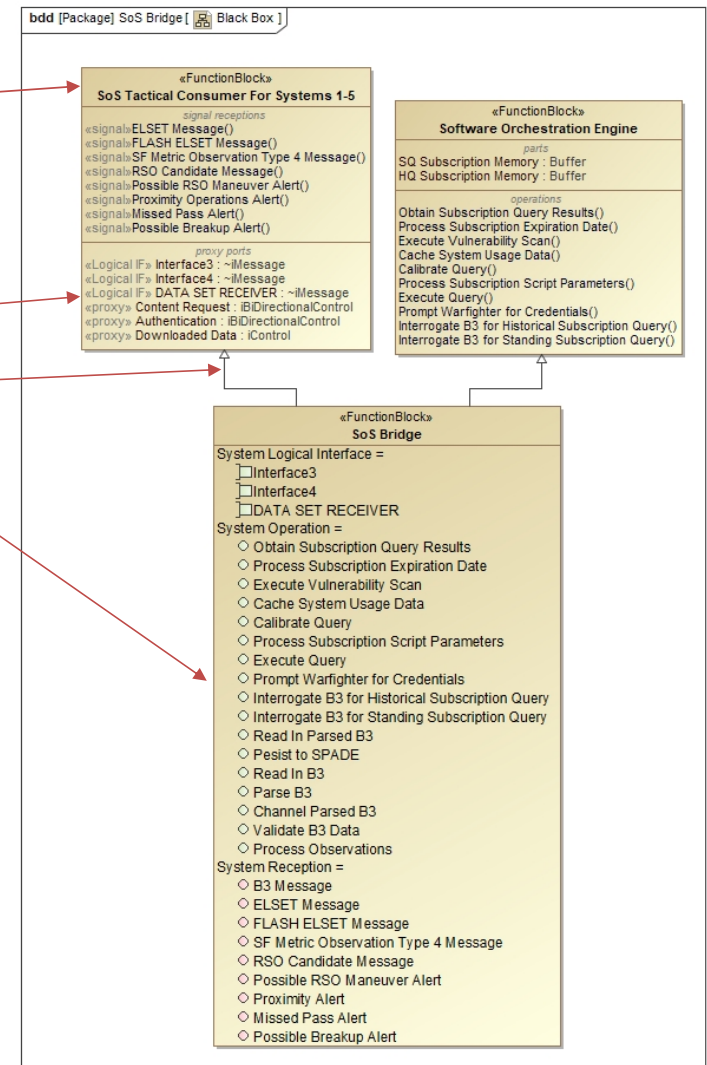 bdd [Package] SoS Bridge [ Black Box ]
«FunctionBlock»
SoS Tactical Consumer For Systems 1-5
signal receptions
«signal»ELSET Message()
«signal»FLASH ELSET Message()
«signal»SF Metric Observation Type 4 Message()
«signal»RSO Candidate Message()
«signal»Possible RSO Maneuver Alert()
«signal»Proximity Operations Alert()
«signal»Missed Pass Alert()
«signal»Possible Breakup Alert()
proxy ports
«Logical IF» Interface3 : ~iMessage
«Logical IF» Interface4 : ~iMessage
«Logical IF» DATA SET RECEIVER : ~iMessage
«proxy» Content Request : iBiDirectionalControl
«proxy» Authentication : iBiDirectionalControl
«proxy» Downloaded Data : iControl
«FunctionBlock»
Software Orchestration Engine
parts
SQ Subscription Memory : Buffer
HQ Subscription Memory : Buffer
operations
Obtain Subscription Query Results()
Process Subscription Expiration Date()
Execute Vulnerability Scan()
Cache System Usage Data()
Calibrate Query()
Process Subscription Script Parameters()
Execute Query()
Prompt Warfighter for Credentials()
Interrogate B3 for Historical Subscription Query()
Interrogate B3 for Standing Subscription Query()
«FunctionBlock»
SoS Bridge
System Logical Interface =
Interface3
Interface4
DATA SET RECEIVER
System Operation =
Obtain Subscription Query Results
Process Subscription Expiration Date
Execute Vulnerability Scan
Cache System Usage Data
Calibrate Query
Process Subscription Script Parameters
Execute Query
Prompt Warfighter for Credentials
Interrogate B3 for Historical Subscription Query
Interrogate B3 for Standing Subscription Query
Read In Parsed B3
Pesist to SPADE
Read In B3
Parse B3
Channel Parsed B3
Validate B3 Data
Process Observations
System Reception =
B3 Message
ELSET Message
FLASH ELSET Message
SF Metric Observation Type 4 Message
RSO Candidate Message
Possible RSO Maneuver Alert
Proximity Alert
Missed Pass Alert
Possible Breakup Alert